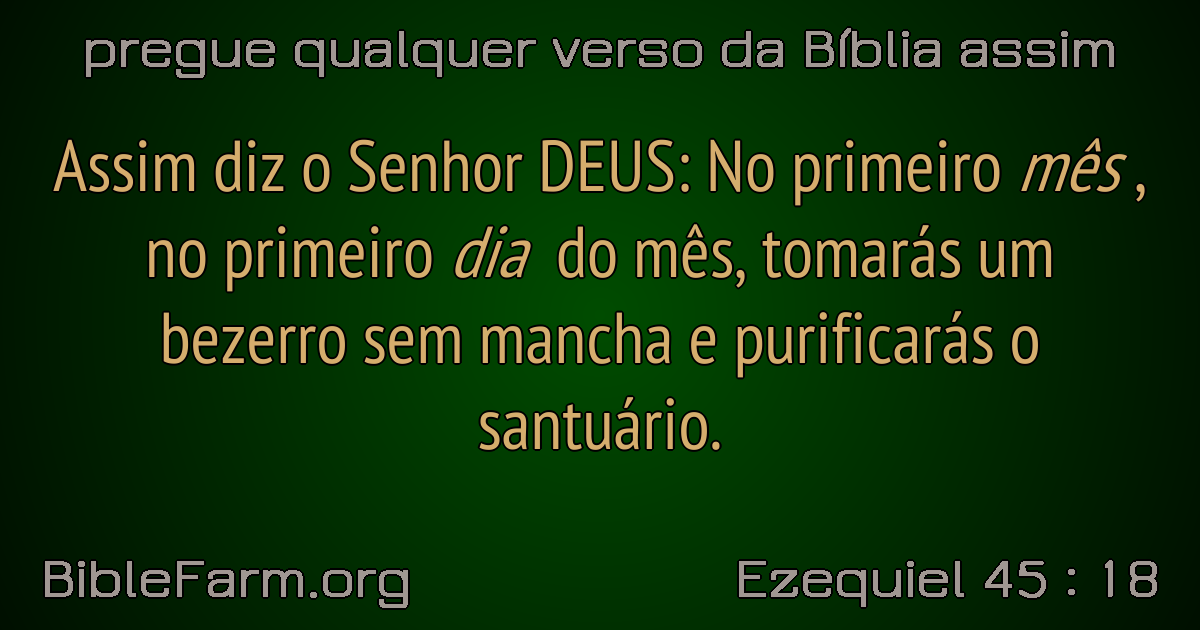 pregue qualquer verso da Bíblia assim
Assim diz o Senhor DEUS: No primeiro mês ,
no primeiro dia do mês, tomarás um
bezerro sem mancha e purificarás o
santuário.
BibleFarm.org
Ezequiel 45 : 18